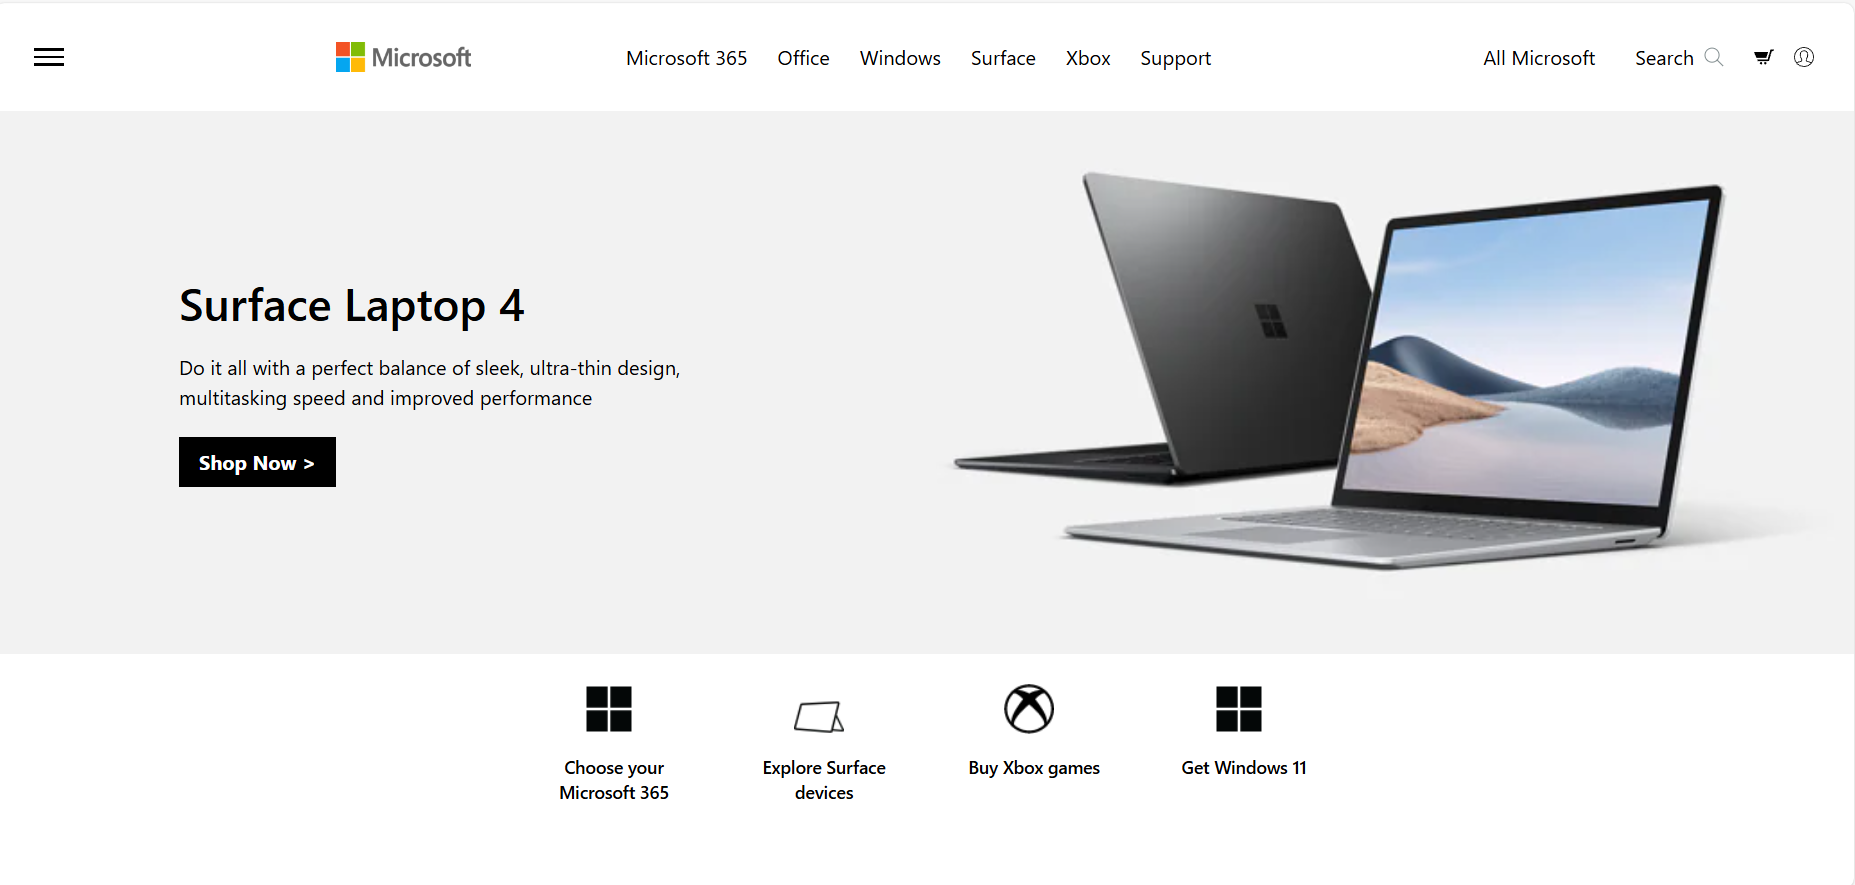 Microsoft
Microsoft 365
Office
Windows
Surface
Xbox
Support
All Microsoft
Search
Surface Laptop 4
Do it all with a perfect balance of sleek, ultra-thin design,
multitasking speed and improved performance
Shop Now >
Choose your
Microsoft 365
Explore Surface
devices
Buy Xbox games
Get Windows 11